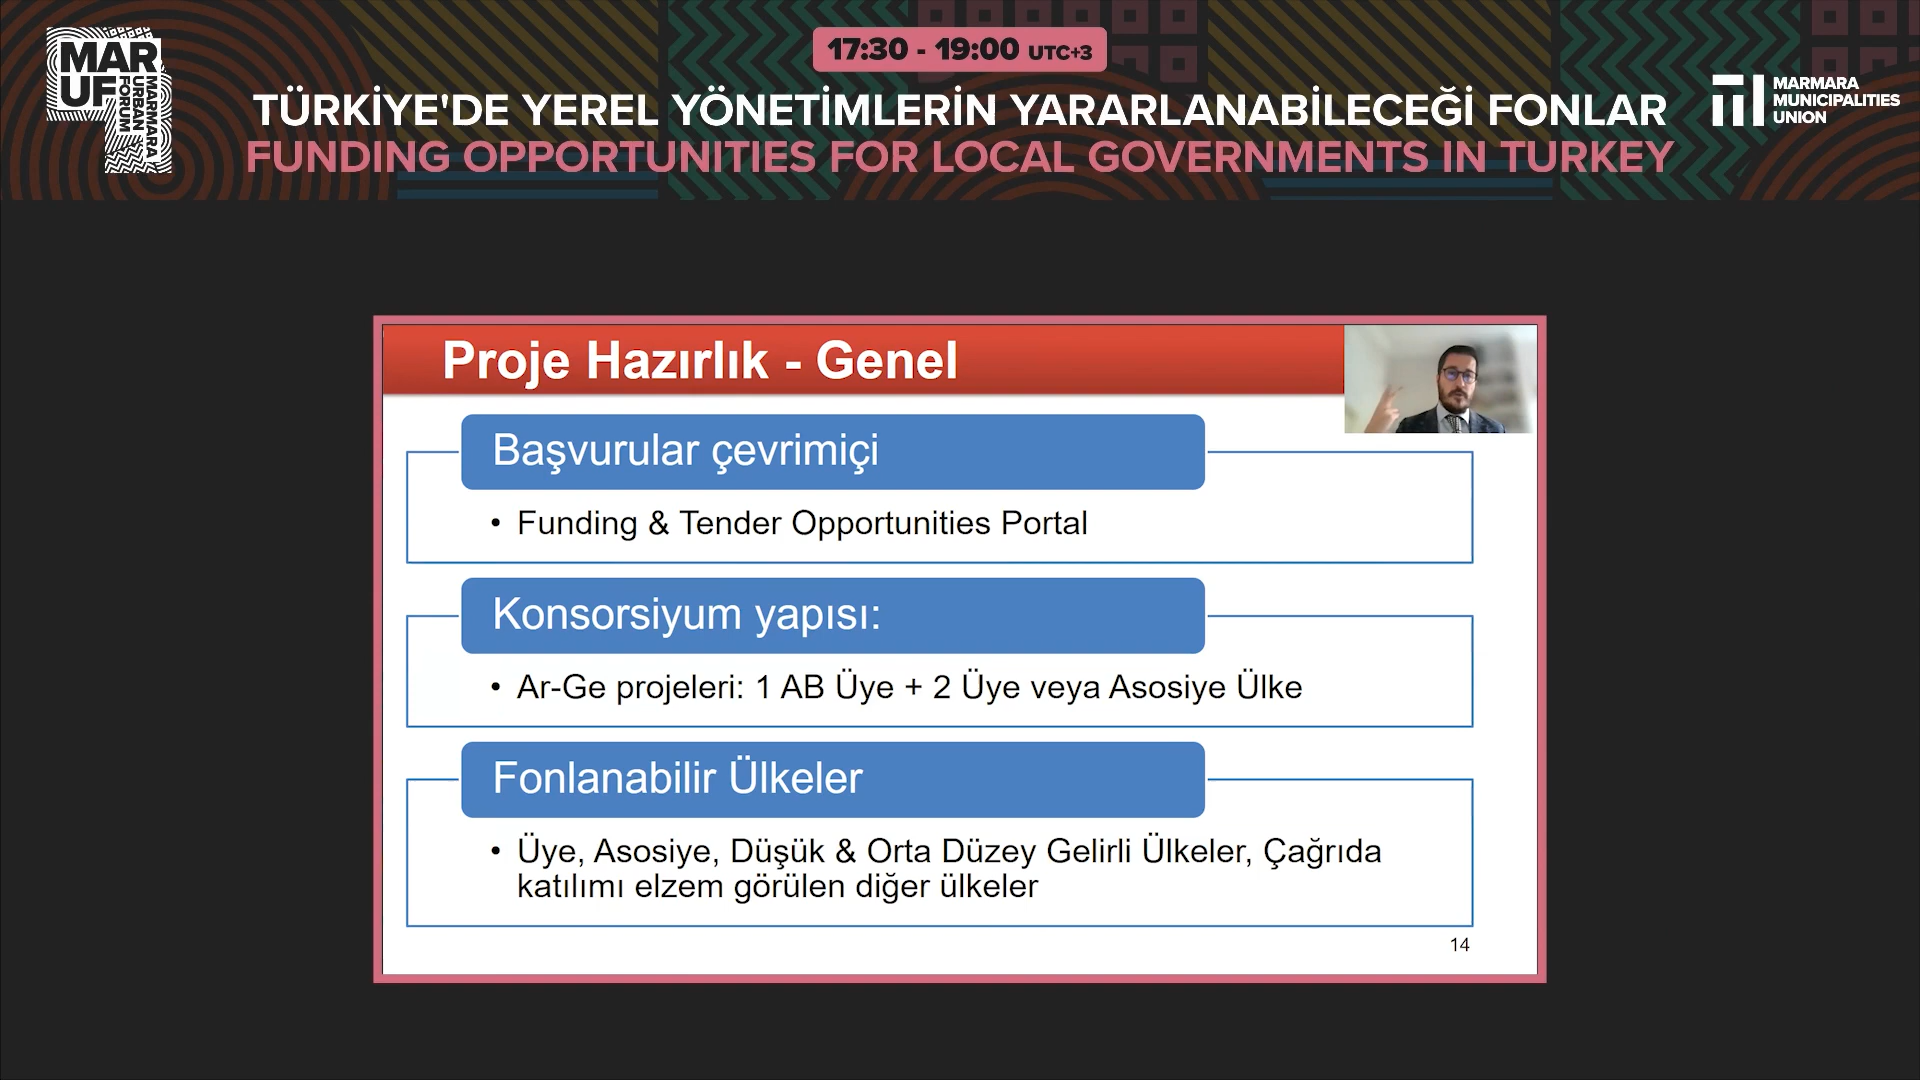 MAR
UF
MARMARA
URBAN
FORUM
17:30 - 19:00 UTC+3
TÜRKİYE'DE YEREL YÖNETİMLERİN YARARLANABİLECEĞİ FONLAR
FUNDING OPPORTUNITIES FOR LOCAL GOVERNMENTS IN TURKEY
MARMARA
MUNICIPALITIES
UNION
Proje Hazırlık - Genel
Başvurular çevrimiçi
• Funding & Tender Opportunities Portal
Konsorsiyum yapısı:
• Ar-Ge projeleri: 1 AB Üye + 2 Üye veya Asosiye Ülke
Fonlanabilir Ülkeler
• Üye, Asosiye, Düşük & Orta Düzey Gelirli Ülkeler, Çağrıda
katılımı elzem görülen diğer ülkeler
14